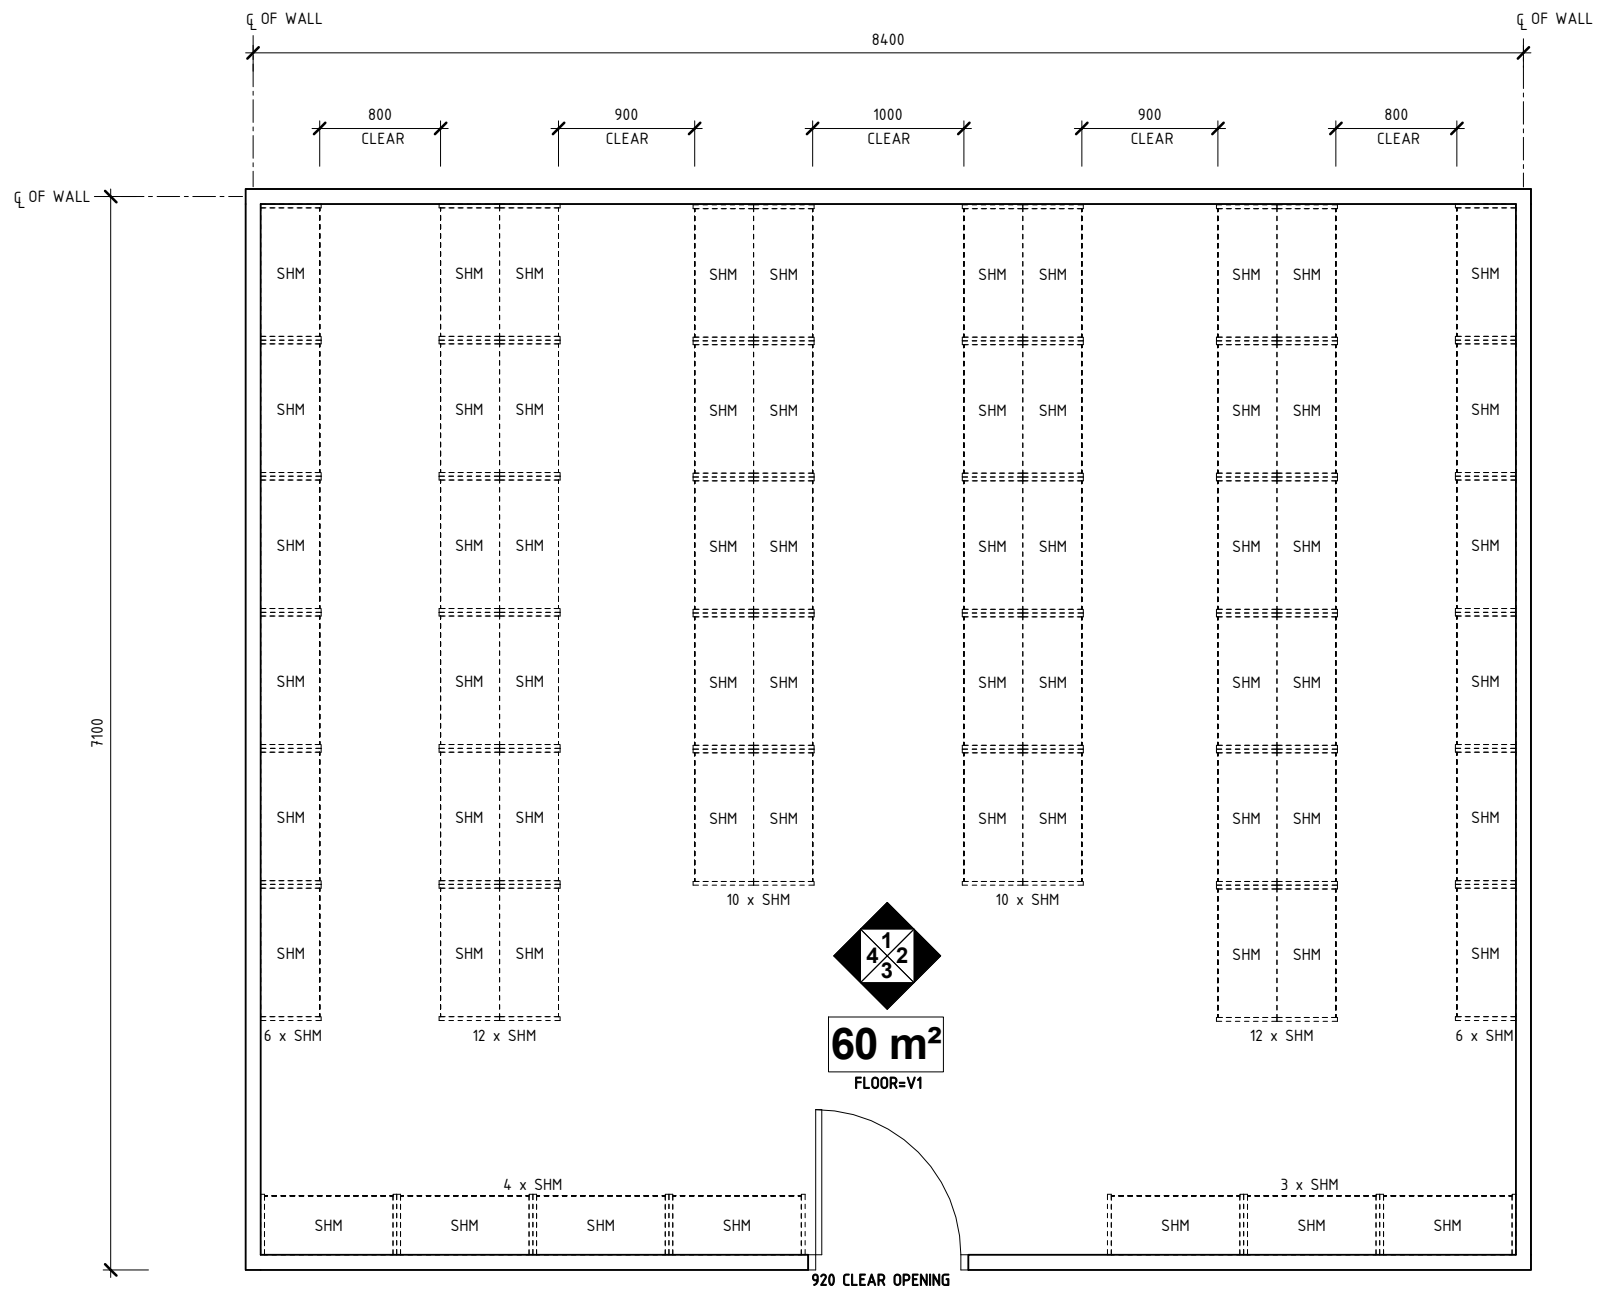 ℄ OF WALL ℄ OF WALL
8400
800 900 1000 900 800
CLEAR CLEAR CLEAR CLEAR CLEAR
℄ OF WALL
SHM SHM SHM SHM SHM SHM SHM SHM SHM SHM
SHM SHM SHM SHM SHM SHM SHM SHM SHM SHM
SHM SHM SHM SHM SHM SHM SHM SHM SHM SHM
SHM SHM SHM SHM SHM SHM SHM SHM SHM SHM
7100
SHM SHM SHM SHM SHM SHM SHM SHM SHM SHM
10 x SHM 10 x SHM
SHM SHM SHM SHM SHM SHM
1
4 2
3
6 x SHM 12 x SHM 12 x SHM 6 x SHM
60 m²
FLOOR=V1
4 x SHM 3 x SHM
SHM SHM SHM SHM SHM SHM SHM
920 CLEAR OPENING